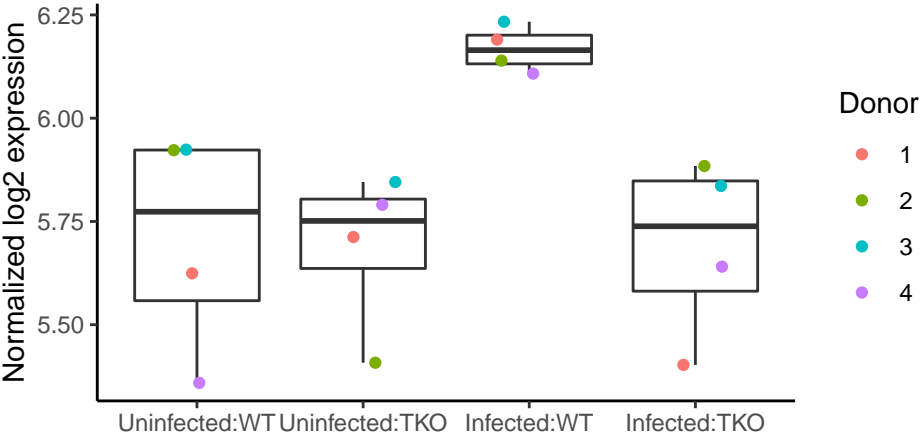 Normalized log2 expression
6.25
6.00
5.75
5.50
Uninfected:WT
Uninfected:TKO
Infected:WT
Infected:TKO
Donor
1
2
3
4